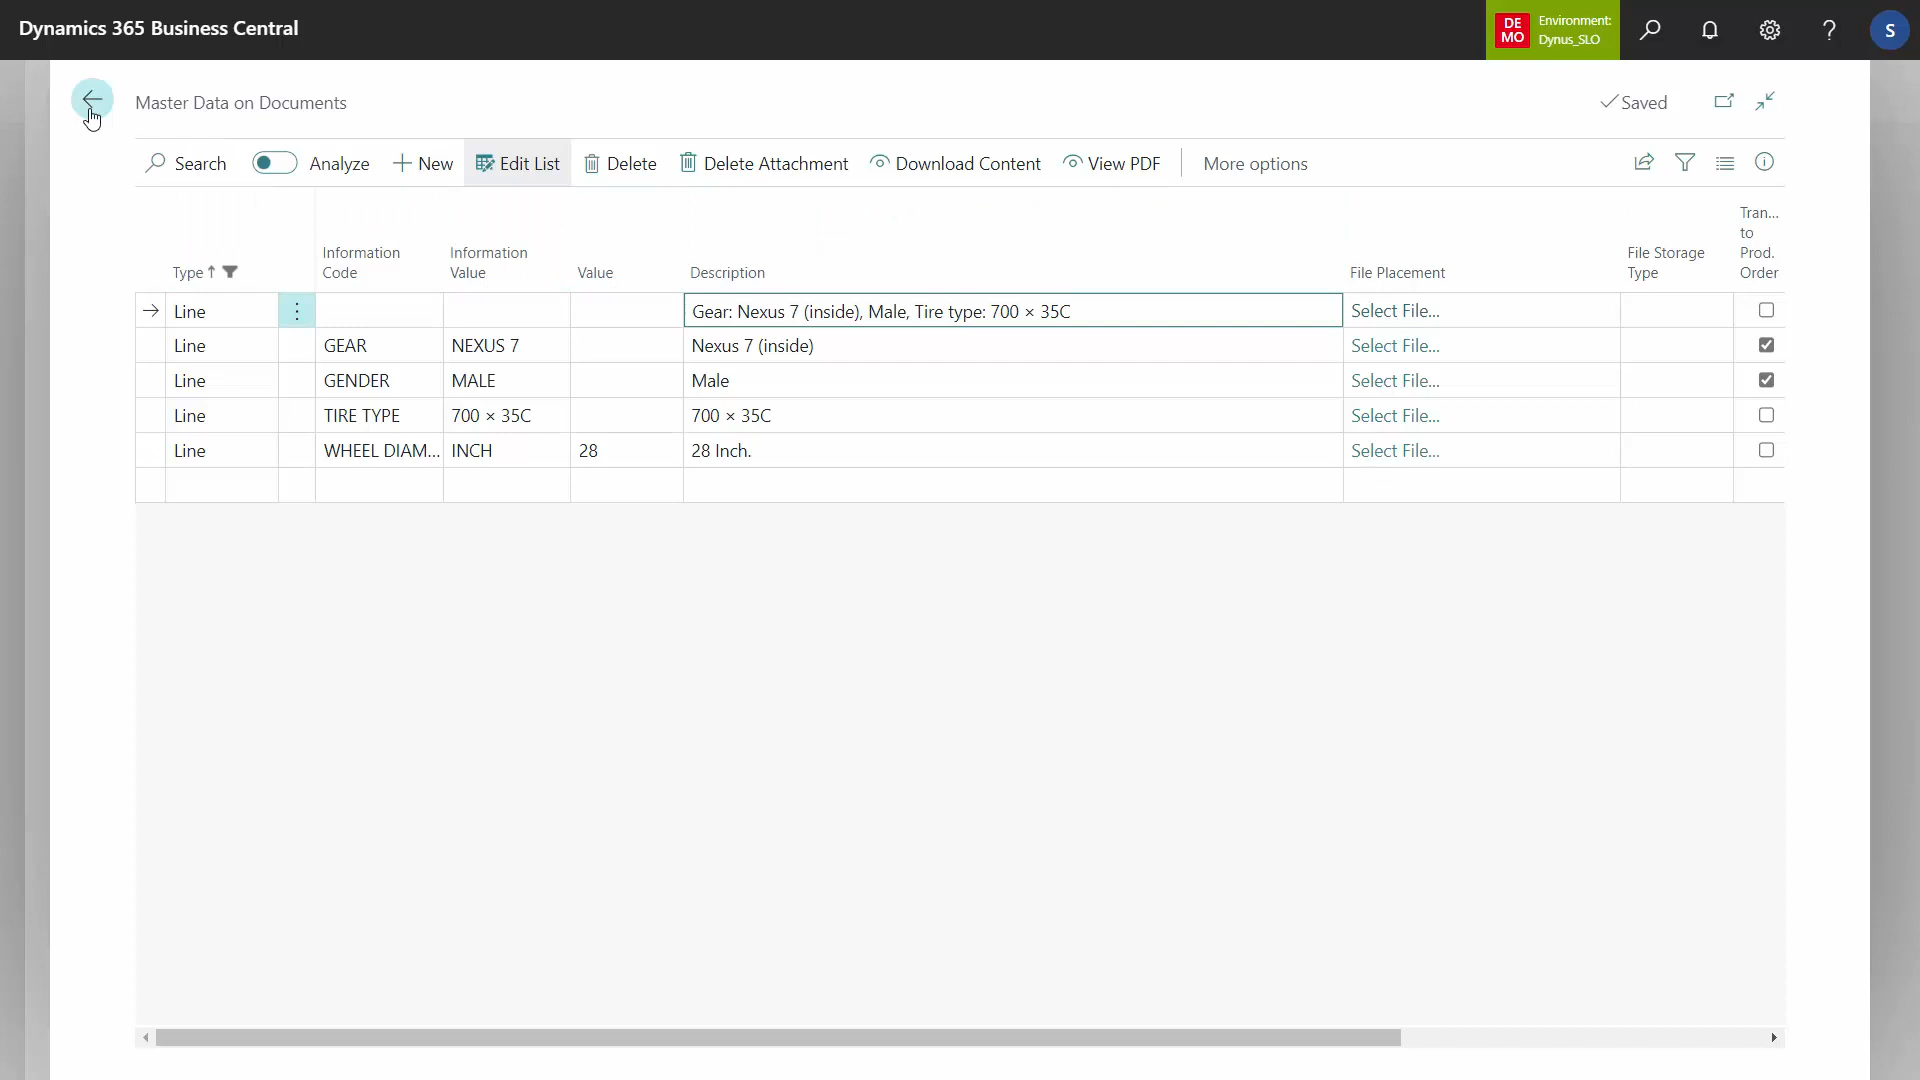 Dynamics 365 Business Central
DE
MO
Environment:
Dynus_SLO
?
S
Master Data on Documents
Saved
Search
Analyze
New
Edit List
Delete
Delete Attachment
Download Content
View PDF
More options
Type
Information
Code
Information
Value
Value
Description
File Placement
File Storage
Type
Tran...
to
Prod.
Order
Line
Gear: Nexus 7 (inside), Male, Tire type: 700 × 35C
Select File...
Line GEAR NEXUS 7 Nexus 7 (inside) Select File...
Line GENDER MALE Male Select File...
Line TIRE TYPE 700 × 35C 700 × 35C Select File...
Line WHEEL DIAM... INCH 28 28 Inch. Select File...